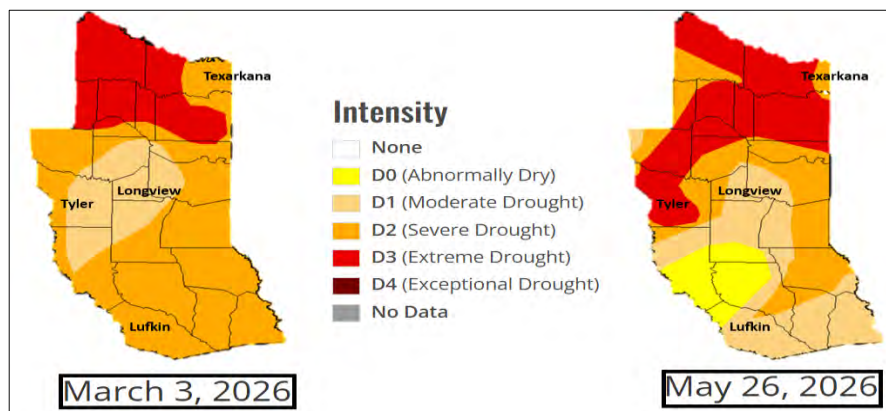 Texarkana
Longview
Tyler
Lufkin
March 3, 2026
Intensity
None
D0 (Abnormally Dry)
D1 (Moderate Drought)
D2 (Severe Drought)
D3 (Extreme Drought)
D4 (Exceptional Drought)
No Data
Texarkana
Longview
Tyler
Lufkin
May 26, 2026